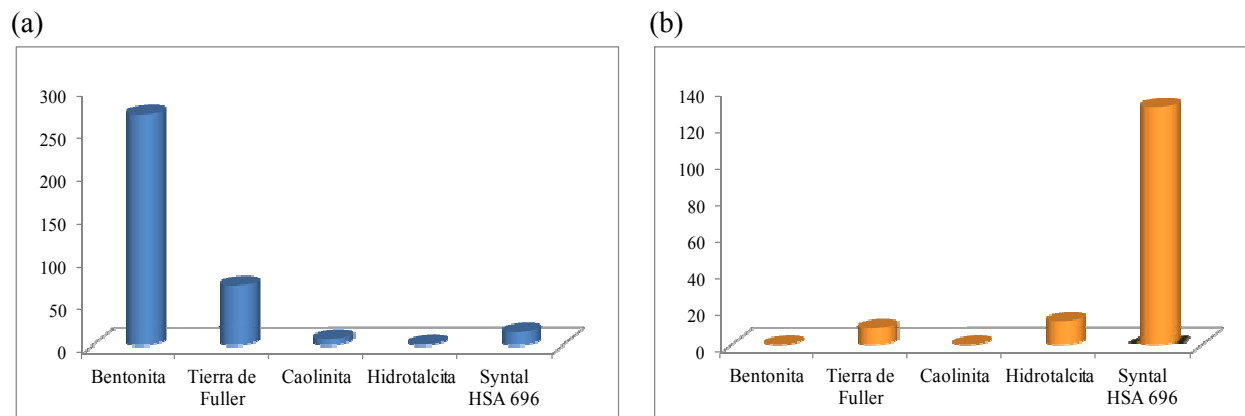 (a)
300
250
200
150
100
50
0
Bentonita
Tierra de
Fuller
Caolinita
Hidrotalcita
Syntal
HSA 696
(b)
140
120
100
80
60
40
20
0
Bentonita
Tierra de
Fuller
Caolinita
Hidrotalcita
Syntal
HSA 696